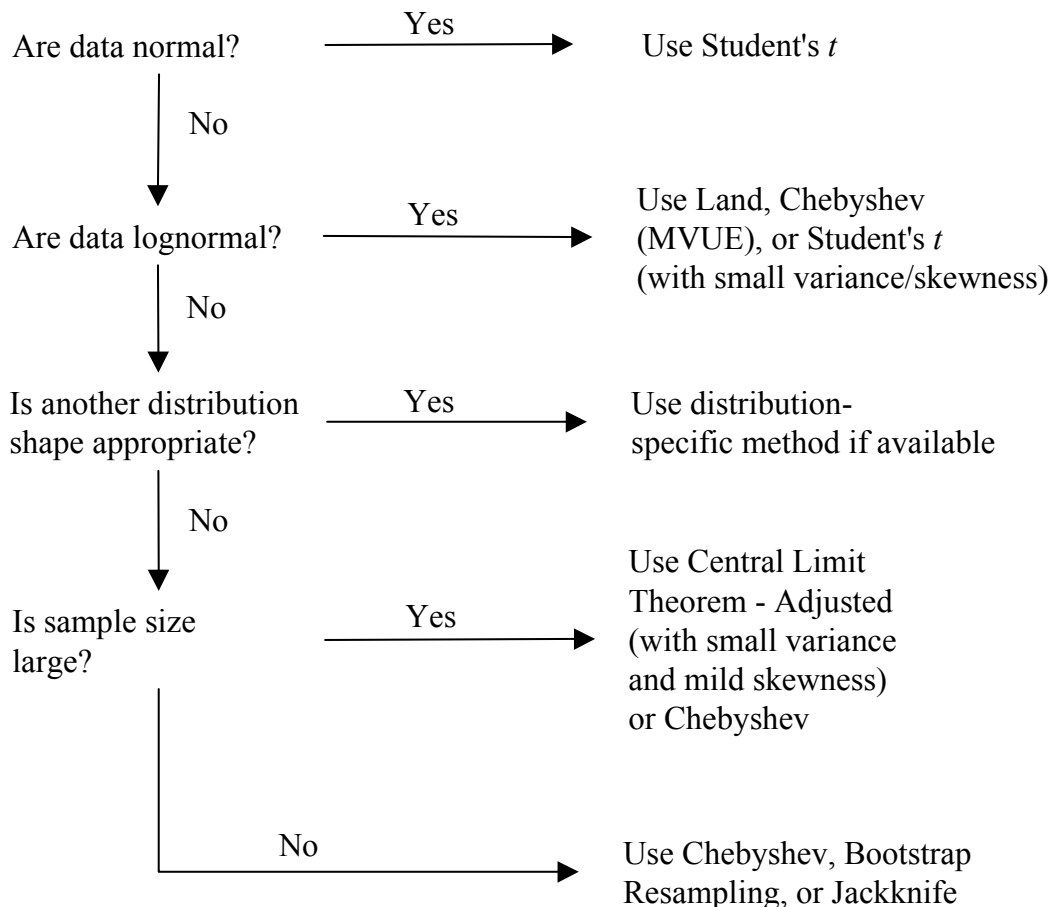 Are data normal?
Yes
Use Student's t
No
Are data lognormal?
Yes
Use Land, Chebyshev
(MVUE), or Student's t
(with small variance/skewness)
No
Is another distribution
shape appropriate?
Yes
Use distribution-
specific method if available
No
Is sample size
large?
Yes
Use Central Limit
Theorem - Adjusted
(with small variance
and mild skewness)
or Chebyshev
No
Use Chebyshev, Bootstrap
Resampling, or Jackknife